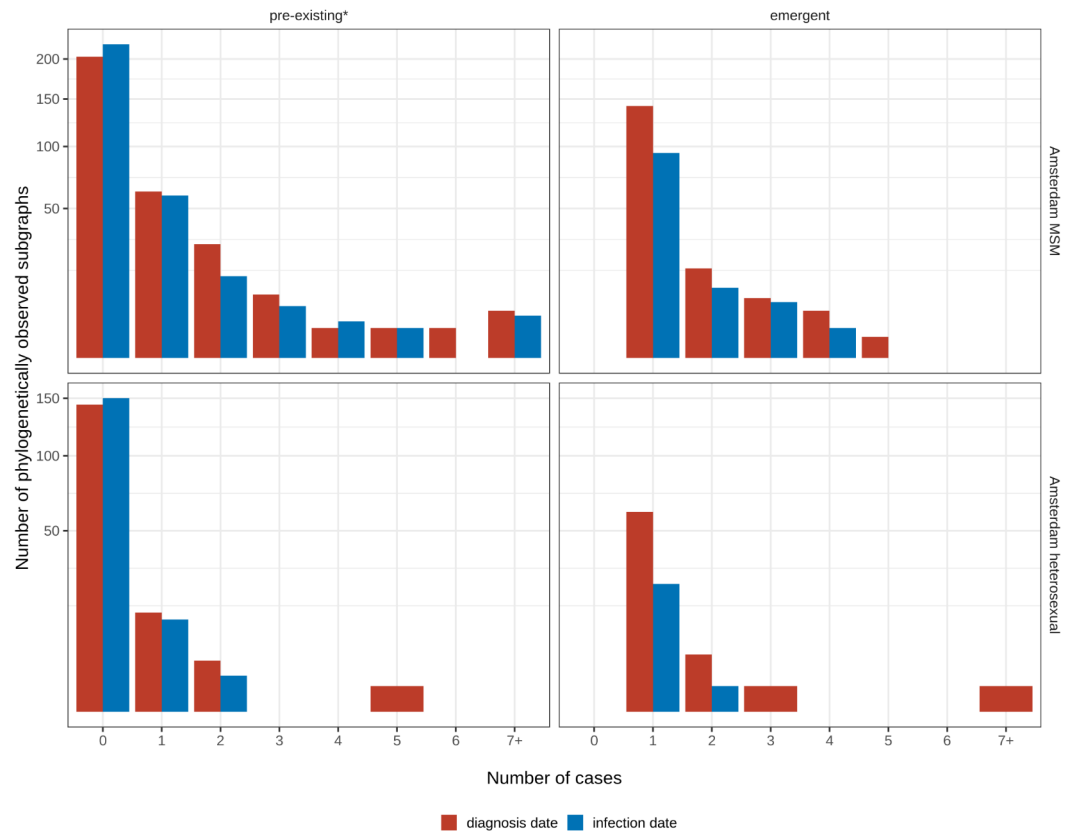 pre-existing*
emergent
Number of phylogenetically observed subgraphs
200
150
100
50
Amsterdam MSM
150
100
50
Amsterdam heterosexual
0 1 2 3 4 5 6 7+
0 1 2 3 4 5 6 7+
Number of cases
diagnosis date infection date